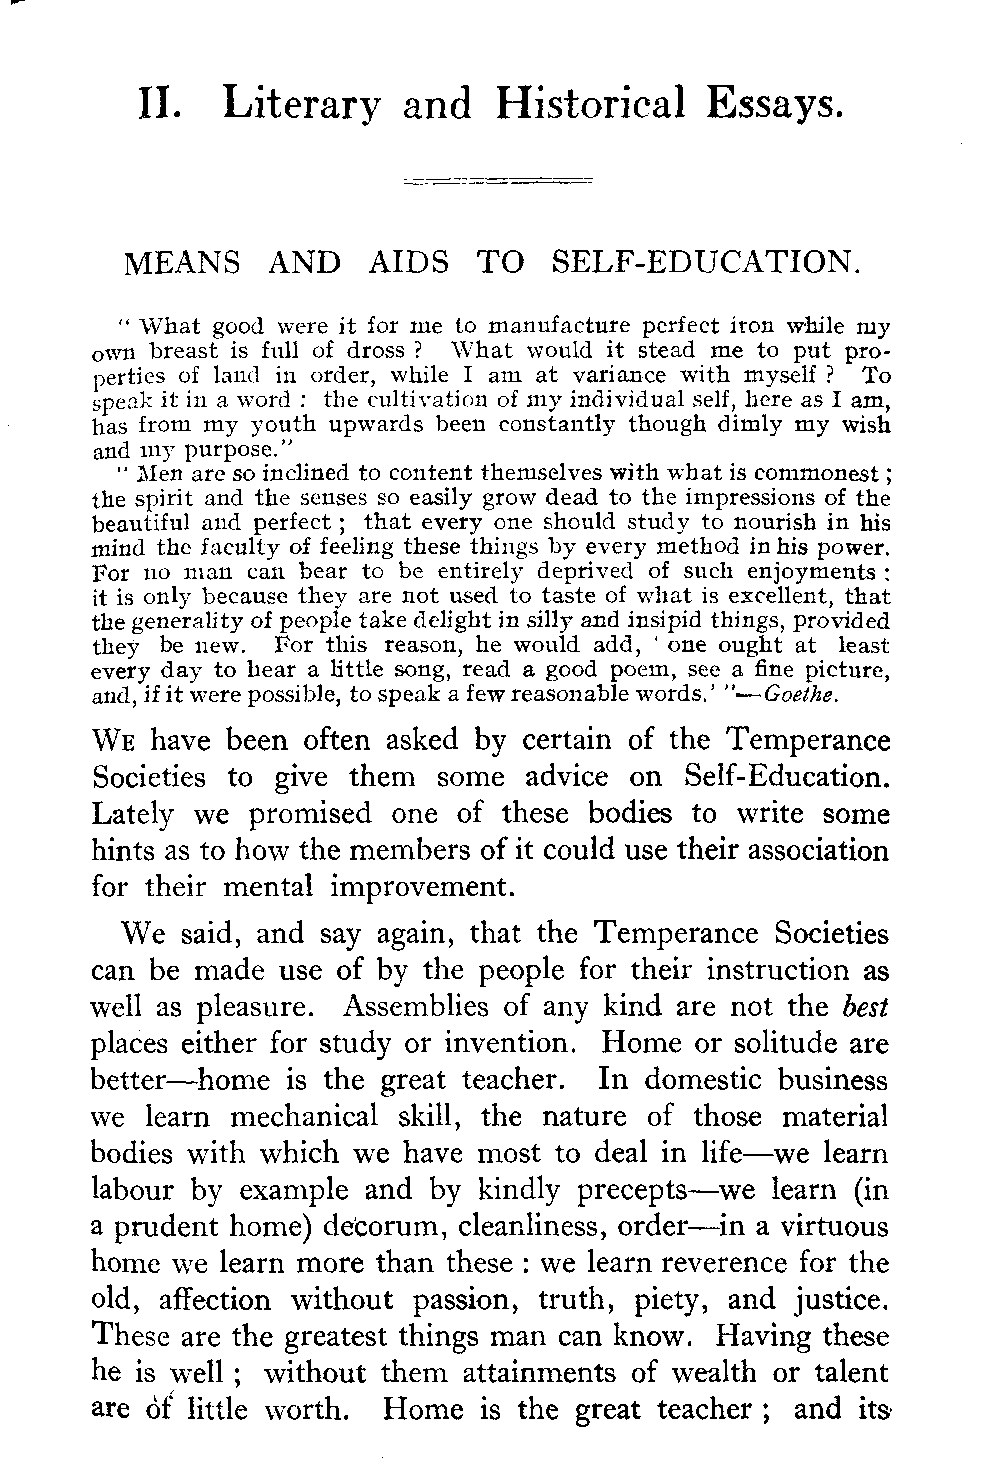 II. Literary and Historical Essays.
MEANS AND AIDS TO SELF-EDUCATION.
" What good were it for me to manufacture perfect iron while my
own breast is full of dross ? What would it stead me to put pro-
perties of land in order, while I am at variance with myself ? To
speak it in a word : the cultivation of my individual self, here as I am,
has from my youth upwards been constantly though dimly my wish
and my purpose."
" Men are so inclined to content themselves with what is commonest ;
the spirit and the senses so easily grow dead to the impressions of the
beautiful and perfect ; that every one should study to nourish in his
mind the faculty of feeling these things by every method in his power.
For no man can bear to be entirely deprived of such enjoyments :
it is only because they are not used to taste of what is excellent, that
the generality of people take delight in silly and insipid things, provided
they be new. For this reason, he would add, ' one ought at least
every day to hear a little song, read a good poem, see a fine picture,
and, if it were possible, to speak a few reasonable words.' "—Goethe.
WE have been often asked by certain of the Temperance
Societies to give them some advice on Self-Education.
Lately we promised one of these bodies to write some
hints as to how the members of it could use their association
for their mental improvement.
We said, and say again, that the Temperance Societies
can be made use of by the people for their instruction as
well as pleasure. Assemblies of any kind are not the best
places either for study or invention. Home or solitude are
better—home is the great teacher. In domestic business
we learn mechanical skill, the nature of those material
bodies with which we have most to deal in life—we learn
labour by example and by kindly precepts—we learn (in
a prudent home) decorum, cleanliness, order—in a virtuous
home we learn more than these : we learn reverence for the
old, affection without passion, truth, piety, and justice.
These are the greatest things man can know. Having these
he is well ; without them attainments of wealth or talent
are of little worth. Home is the great teacher ; and its